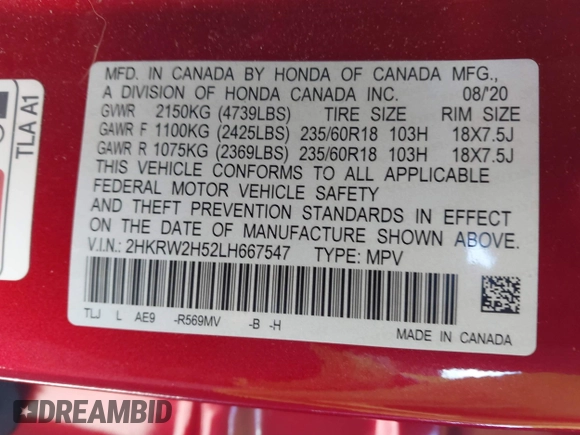 MFD. IN CANADA BY HONDA OF CANADA MFG.,
A DIVISION OF HONDA CANADA INC. 08/'20
GVWR 2150KG (4739LBS) TIRE SIZE RIM SIZE
GAWR F 1100KG (2425LBS) 235/60R18 103H 18X7.5J
GAWR R 1075KG (2369LBS) 235/60R18 103H 18X7.5J
THIS VEHICLE CONFORMS TO ALL APPLICABLE
FEDERAL MOTOR VEHICLE SAFETY
AND THEFT PREVENTION STANDARDS IN EFFECT
ON THE DATE OF MANUFACTURE SHOWN ABOVE.
V.I.N.: 2HKRW2H52LH667547 TYPE: MPV
TLJ L AE9 -R569MV -B -H
MADE IN CANADA
TLA A1
DREAMBID